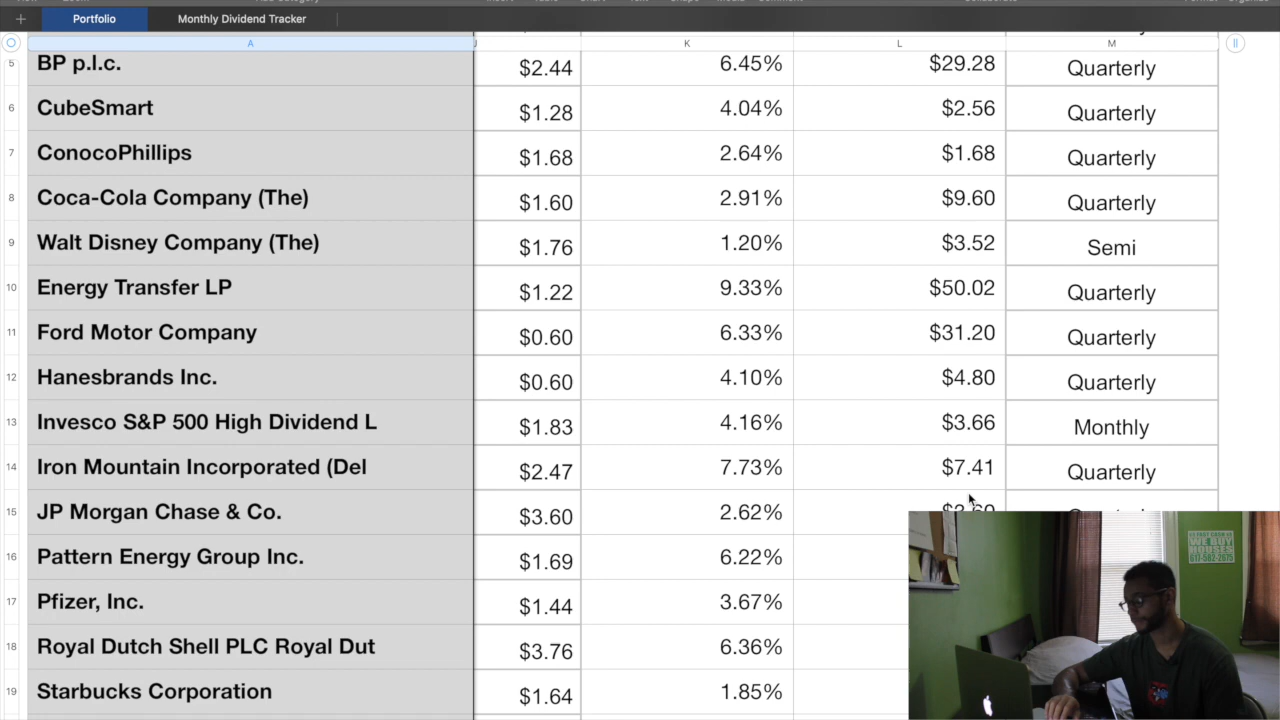 Portfolio Monthly Dividend Tracker
A J K L M
5 BP p.l.c. $2.44 6.45% $29.28 Quarterly
6 CubeSmart $1.28 4.04% $2.56 Quarterly
7 ConocoPhillips $1.68 2.64% $1.68 Quarterly
8 Coca-Cola Company (The) $1.60 2.91% $9.60 Quarterly
9 Walt Disney Company (The) $1.76 1.20% $3.52 Semi
10 Energy Transfer LP $1.22 9.33% $50.02 Quarterly
11 Ford Motor Company $0.60 6.33% $31.20 Quarterly
12 Hanesbrands Inc. $0.60 4.10% $4.80 Quarterly
13 Invesco S&P 500 High Dividend L $1.83 4.16% $3.66 Monthly
14 Iron Mountain Incorporated (Del $2.47 7.73% $7.41 Quarterly
15 JP Morgan Chase & Co. $3.60 2.62%
16 Pattern Energy Group Inc. $1.69 6.22%
17 Pfizer, Inc. $1.44 3.67%
18 Royal Dutch Shell PLC Royal Dut $3.76 6.36%
19 Starbucks Corporation $1.64 1.85%
FAST CASH
WE BUY
HOUSES
617-582-2675